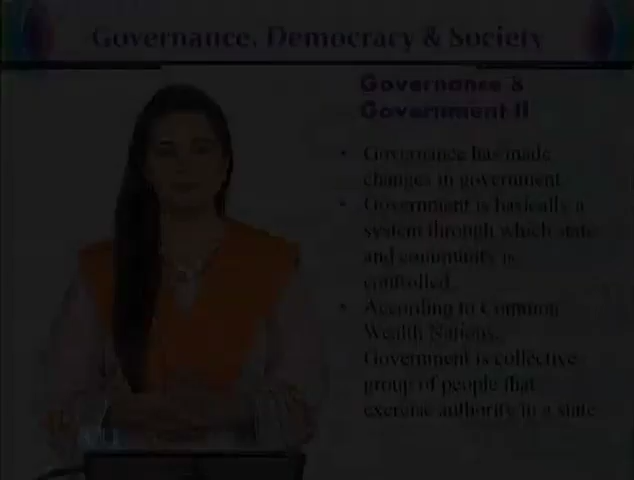 Governance, Democracy & Society
Governance &
Government II
• Governance has made
changes in government
• Government is basically a
system through which state
and community is
controlled.
• According to Common
Wealth Nations,
Government is collective
group of people that
exercise authority in a state